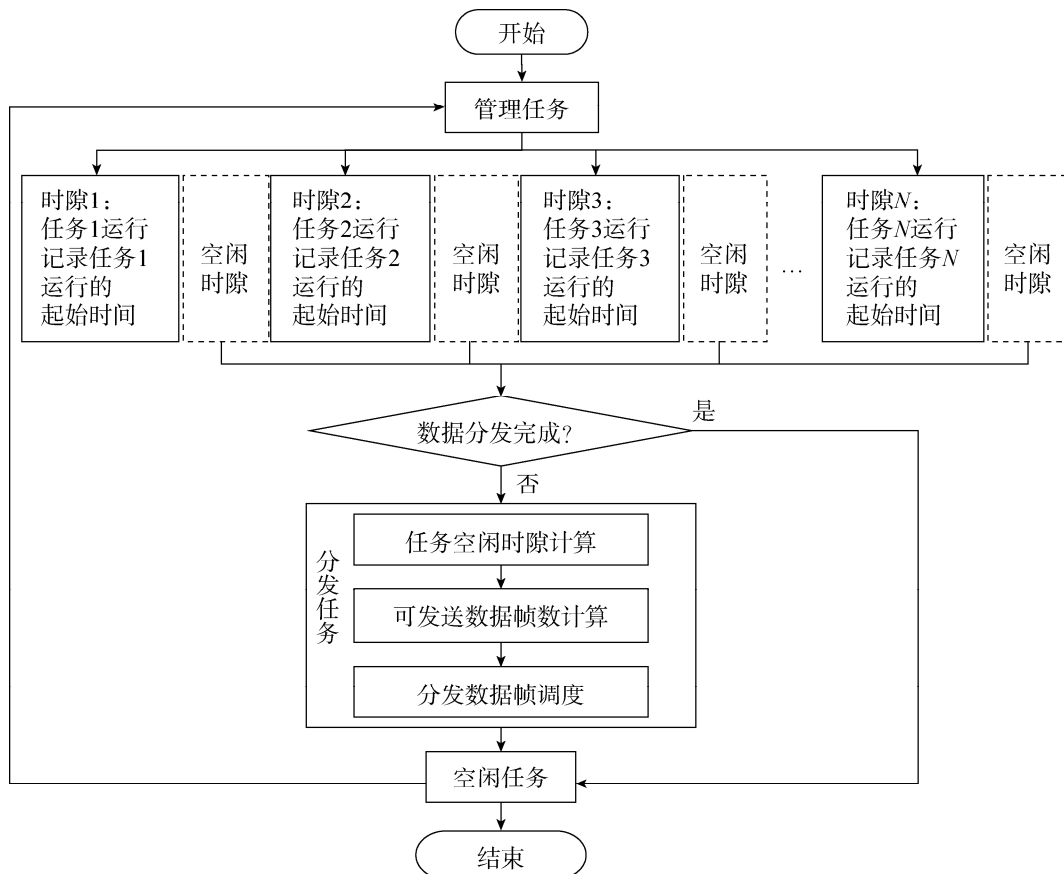 开始
管理任务
时隙1：
任务1运行
记录任务1
运行的
起始时间
空闲
时隙
时隙2：
任务2运行
记录任务2
运行的
起始时间
空闲
时隙
时隙3：
任务3运行
记录任务3
运行的
起始时间
空闲
时隙
…
时隙N：
任务N运行
记录任务N
运行的
起始时间
空闲
时隙
数据分发完成?
是
否
分发任务
任务空闲时隙计算
可发送数据帧数计算
分发数据帧调度
空闲任务
结束